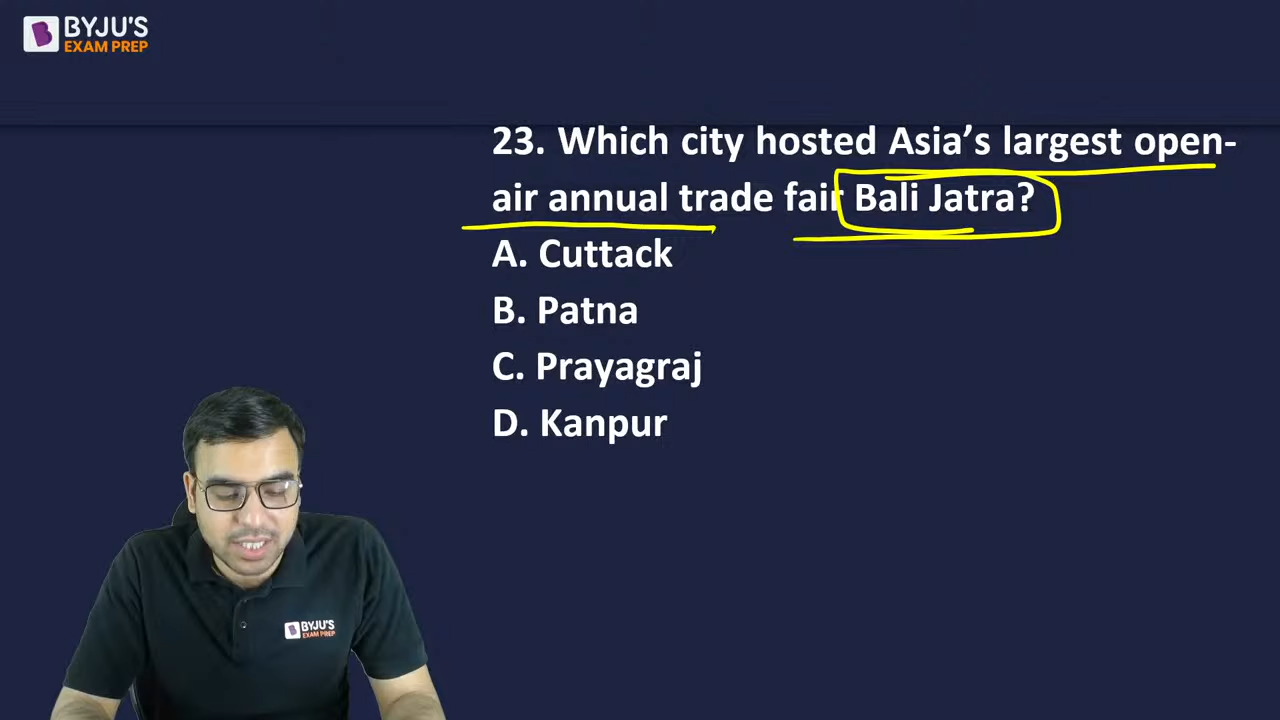 BYJU'S
EXAM PREP
23. Which city hosted Asia’s largest open-
air annual trade fair Bali Jatra?
A. Cuttack
B. Patna
C. Prayagraj
D. Kanpur
BYJU'S
EXAM PREP